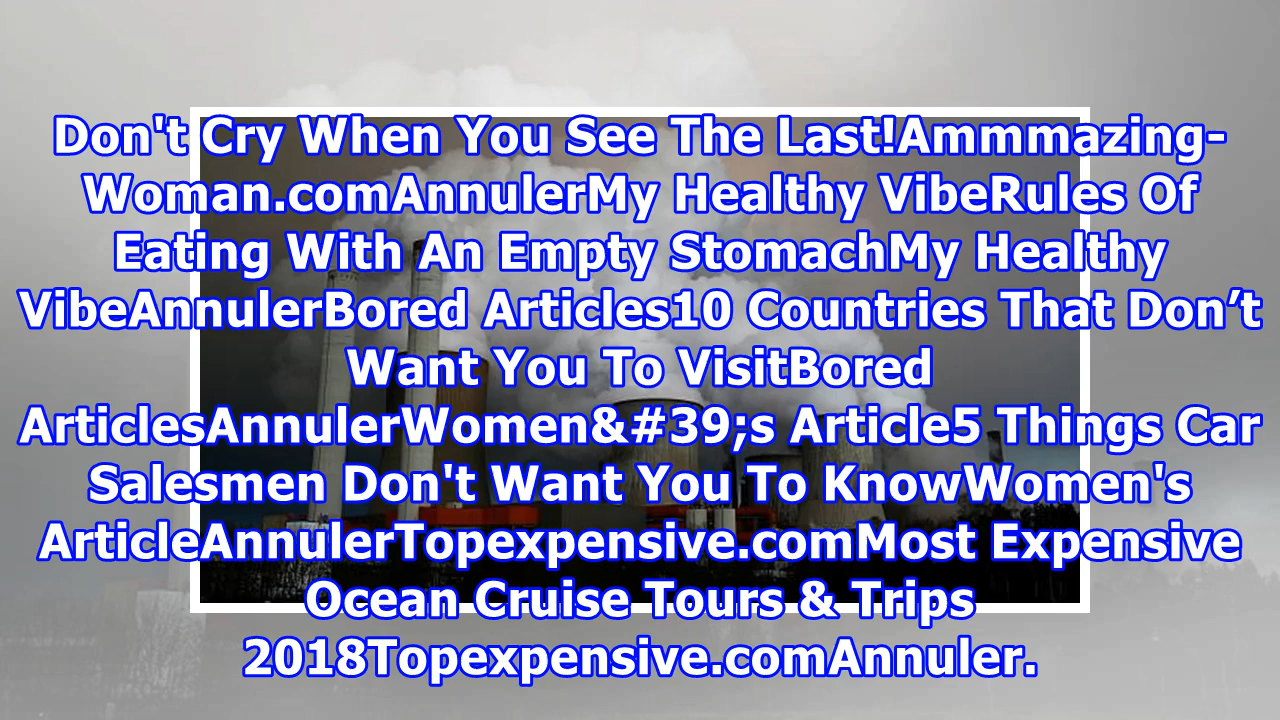 Don't Cry When You See The Last!Ammmazing-
Woman.comAnnulerMy Healthy VibeRules Of
Eating With An Empty StomachMy Healthy
VibeAnnulerBored Articles10 Countries That Don’t
Want You To VisitBored
ArticlesAnnulerWomen&#39;s Article5 Things Car
Salesmen Don't Want You To KnowWomen's
ArticleAnnulerTopexpensive.comMost Expensive
Ocean Cruise Tours & Trips
2018Topexpensive.comAnnuler.